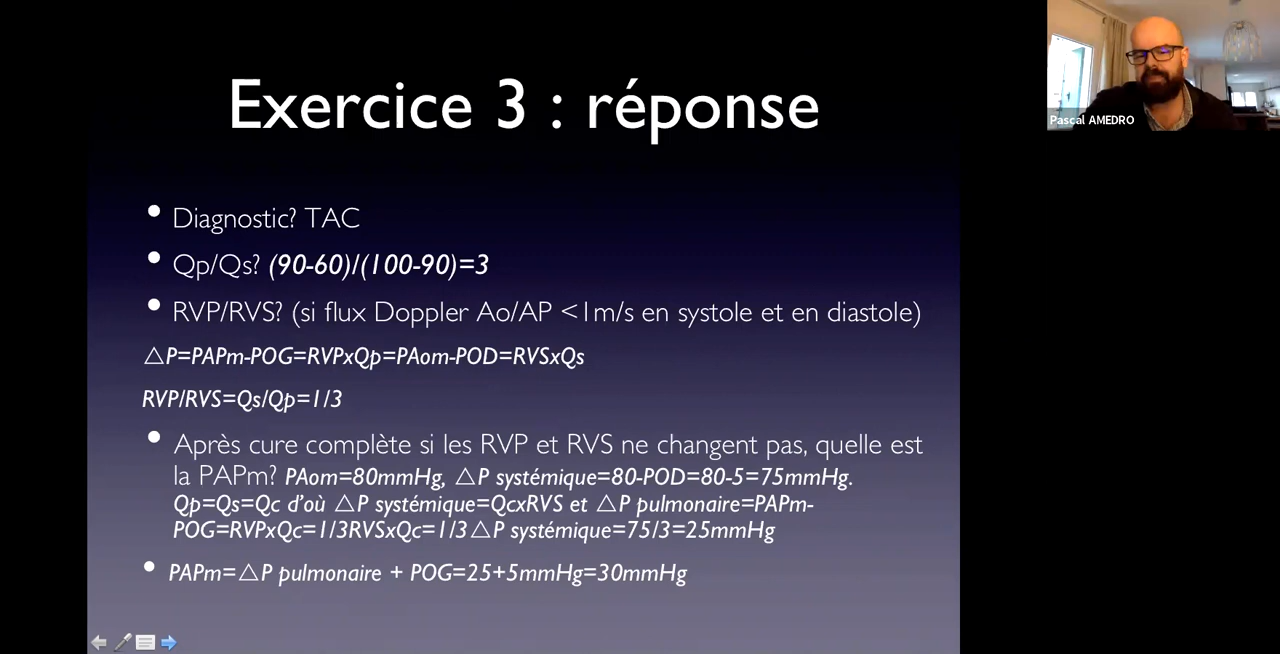 Exercice 3 : réponse
Pascal AMEDRO
• Diagnostic? TAC
• Qp/Qs? (90-60)/(100-90)=3
• RVP/RVS? (si flux Doppler Ao/AP <1m/s en systole et en diastole)
△P=PAPm-POG=RVPxQp=PAom-POD=RVSxQs
RVP/RVS=Qs/Qp=1/3
• Après cure complète si les RVP et RVS ne changent pas, quelle est
la PAPm? PAom=80mmHg, △P systémique=80-POD=80-5=75mmHg.
Qp=Qs=Qc d'où △P systémique=QcxRVS et △P pulmonaire=PAPm-
POG=RVPxQc=1/3RVSxQc=1/3△P systémique=75/3=25mmHg
• PAPm=△P pulmonaire + POG=25+5mmHg=30mmHg